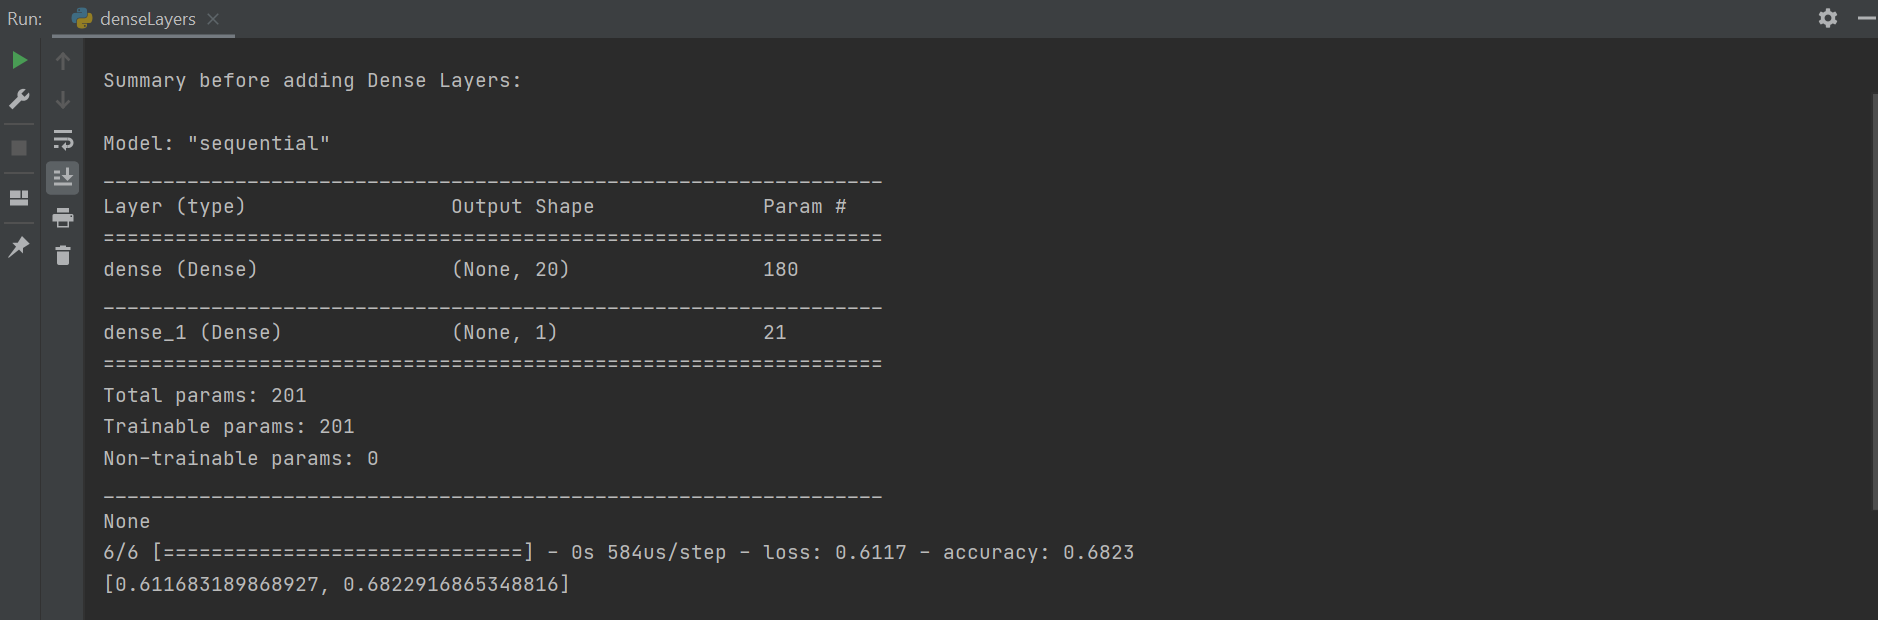 Run: denseLayers
Summary before adding Dense Layers:
Model: "sequential"
_________________________________________________________________
Layer (type)                 Output Shape              Param #
=================================================================
dense (Dense)                (None, 20)                180
_________________________________________________________________
dense_1 (Dense)              (None, 1)                 21
=================================================================
Total params: 201
Trainable params: 201
Non-trainable params: 0
_________________________________________________________________
None
6/6 [==============================] - 0s 584us/step - loss: 0.6117 - accuracy: 0.6823
[0.611683189868927, 0.6822916865348816]